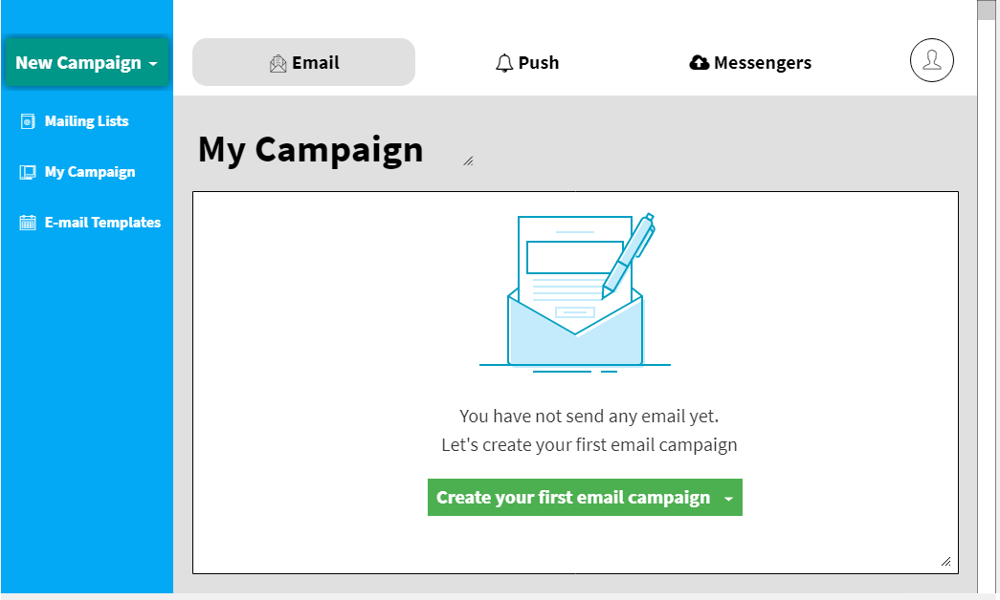 New Campaign
Email
Push
Messengers
Mailing Lists
My Campaign
E-mail Templates
My Campaign
You have not send any email yet.
Let's create your first email campaign
Create your first email campaign